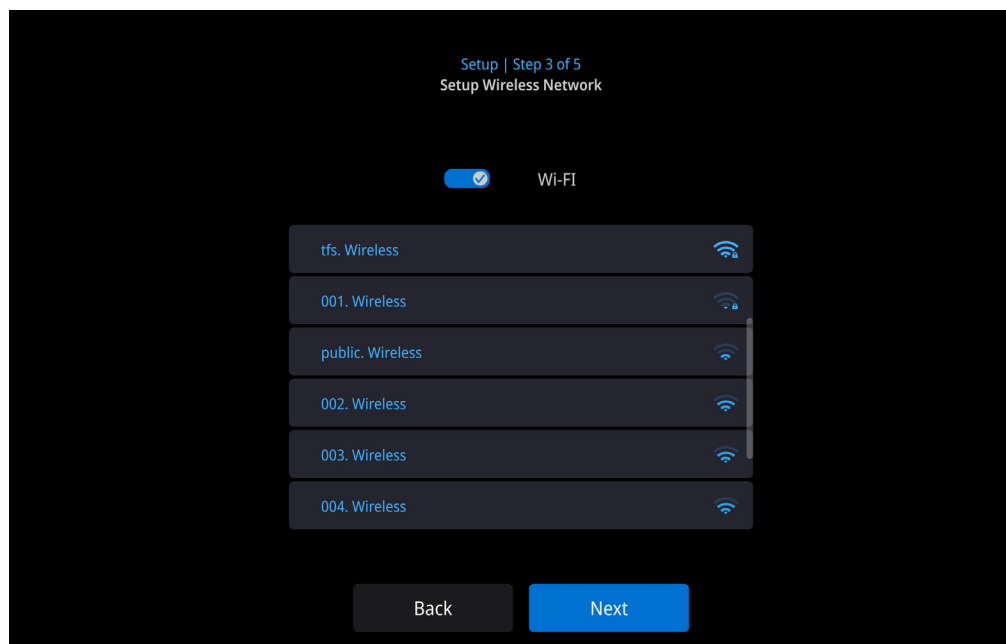 Setup | Step 3 of 5
Setup Wireless Network
Wi-FI
tfs. Wireless
001. Wireless
public. Wireless
002. Wireless
003. Wireless
004. Wireless
Back
Next